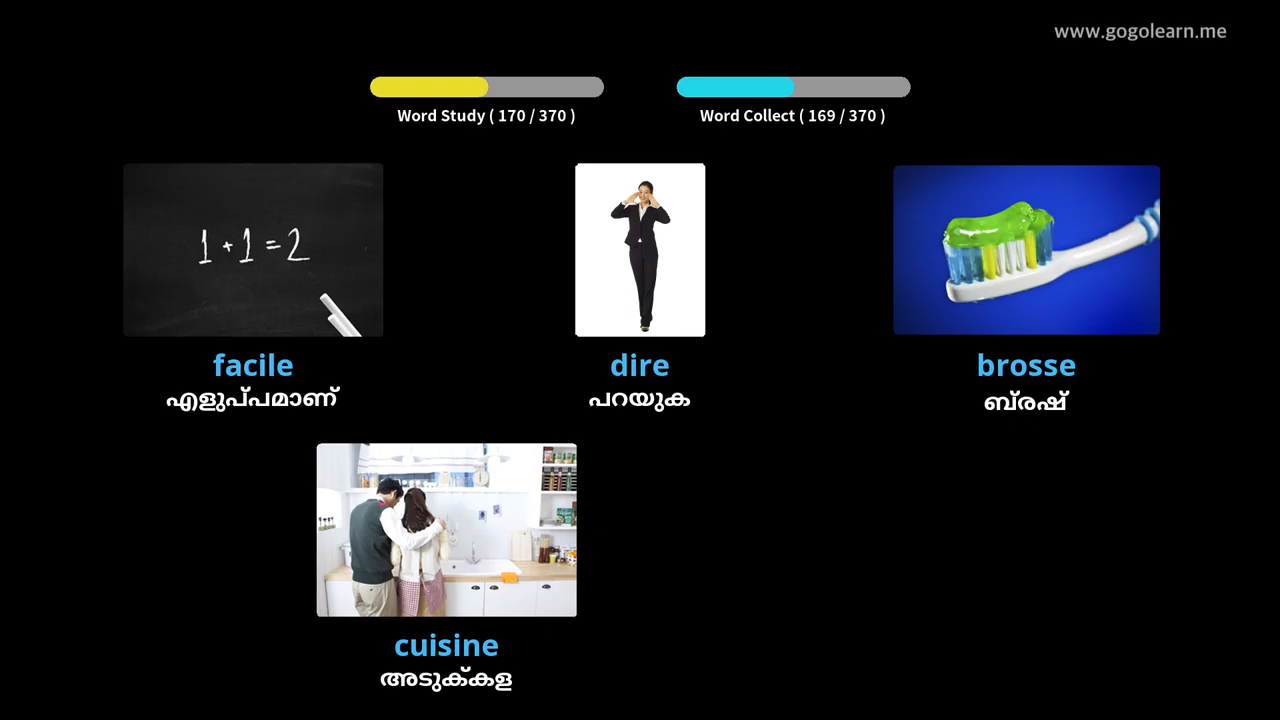 www.gogolearn.me
Word Study ( 170 / 370 )
Word Collect ( 169 / 370 )
1 + 1 = 2
facile
എളുപ്പമാണ്
dire
പറയുക
brosse
ബ്രഷ്
cuisine
അടുക്കള